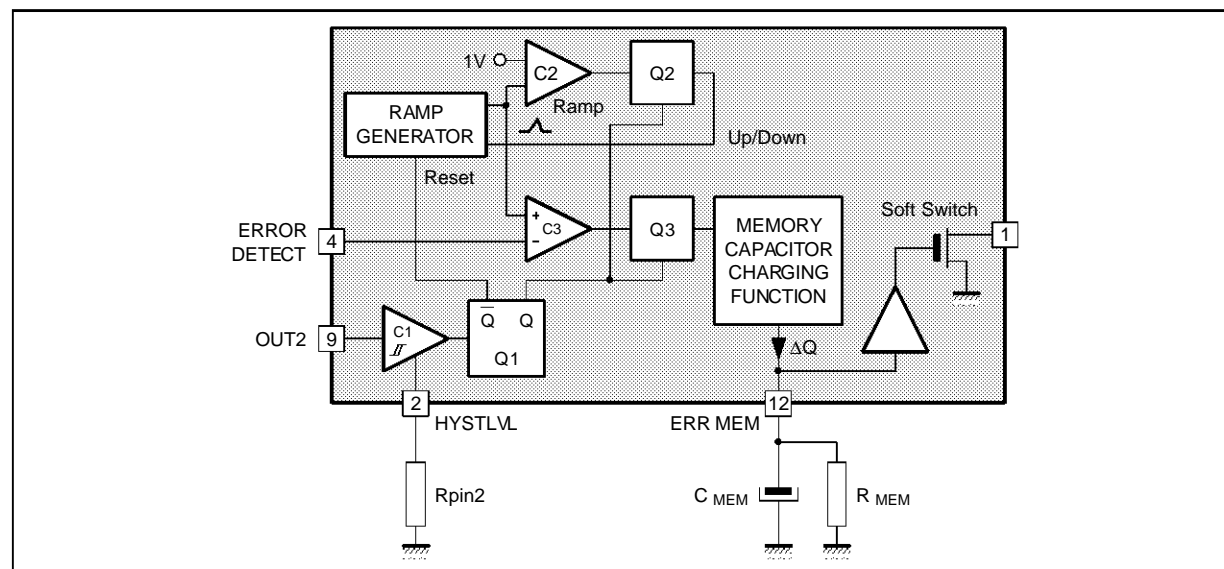 1V
C2
Q2
RAMP
GENERATOR
Ramp
Up/Down
Reset
ERROR
DETECT
4
+
−
C3
Q3
MEMORY
CAPACITOR
CHARGING
FUNCTION
Soft Switch
1
OUT2
9
C1
Q̅ Q
Q1
ΔQ
2
HYSTLVL
12
ERR MEM
Rpin2
C MEM
R MEM